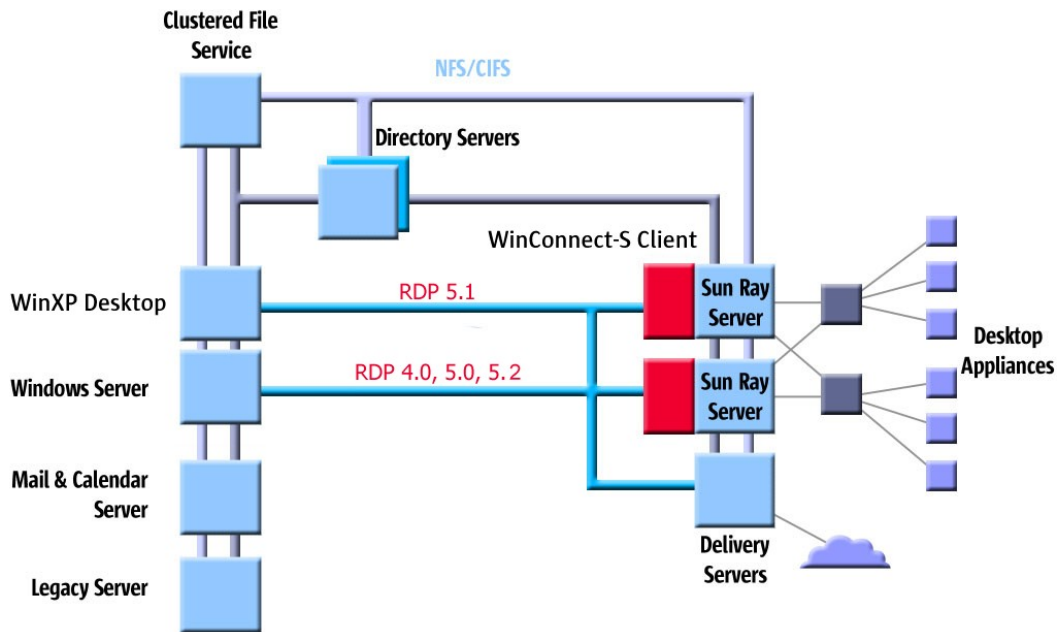 Clustered File
Service
NFS/CIFS
Directory Servers
WinConnect-S Client
WinXP Desktop
RDP 5.1
Sun Ray
Server
Windows Server
RDP 4.0, 5.0, 5.2
Sun Ray
Server
Desktop
Appliances
Mail & Calendar
Server
Delivery
Servers
Legacy Server